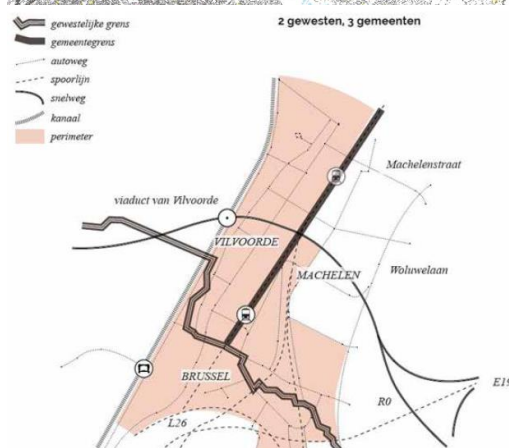 2 gewesten, 3 gemeenten
gewestelijke grens
gemeentegrens
autoweg
spoorlijn
snelweg
kanaal
perimeter
Machelenstraat
viaduct van Vilvoorde
VILVOORDE
MACHELEN
Woluwelaan
BRUSSEL
E19
R0
L26